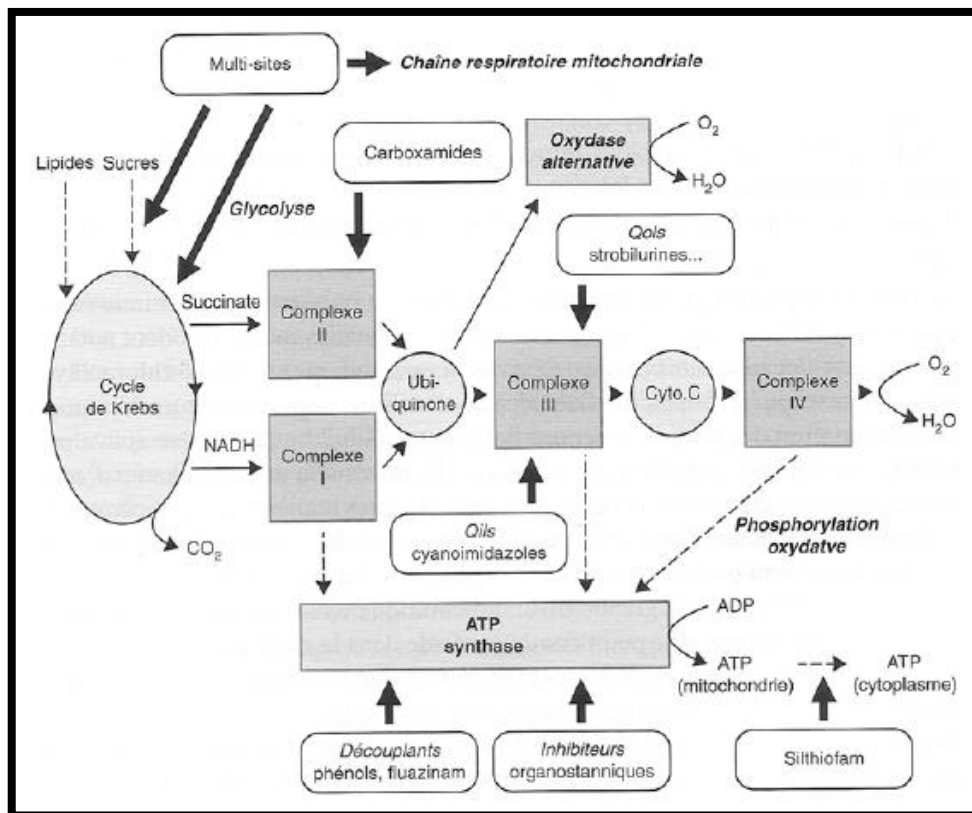 Multi-sites
Chaîne respiratoire mitochondriale
Carboxamides
Oxydase
alternative
O2
H2O
Lipides
Sucres
Glycolyse
QoIs
strobilurines...
Succinate
Complexe
II
Cycle
de Krebs
Ubi-
quinone
Complexe
III
Cyto.C
Complexe
IV
O2
H2O
NADH
Complexe
I
CO2
QiIs
cyanoimidazoles
Phosphorylation
oxydatve
ATP
synthase
ADP
ATP
(mitochondrie)
ATP
(cytoplasme)
Découplants
phénols, fluazinam
Inhibiteurs
organostanniques
Silthiofam